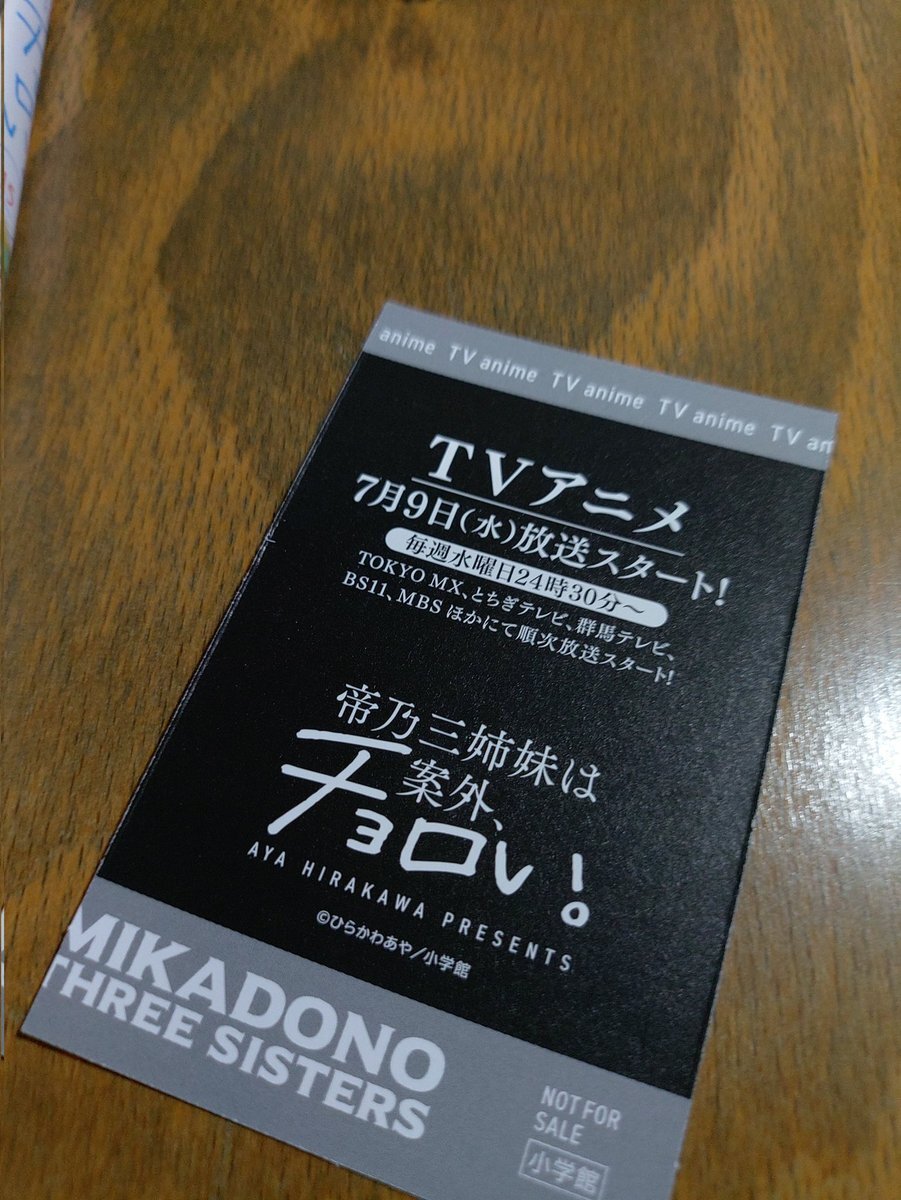 anime TV anime TV anime TV anime TV an
TVアニメ
7月9日(水)放送スタート!
毎週水曜日24時30分～
TOKYO MX、とちぎテレビ、群馬テレビ、
BS11、MBS ほかにて順次放送スタート!
帝乃三姉妹は
案外、
チョロい!
AYA HIRAKAWA PRESENTS
©ひらかわあや／小学館
MIKADONO
THREE SISTERS
NOT FOR
SALE
小学館